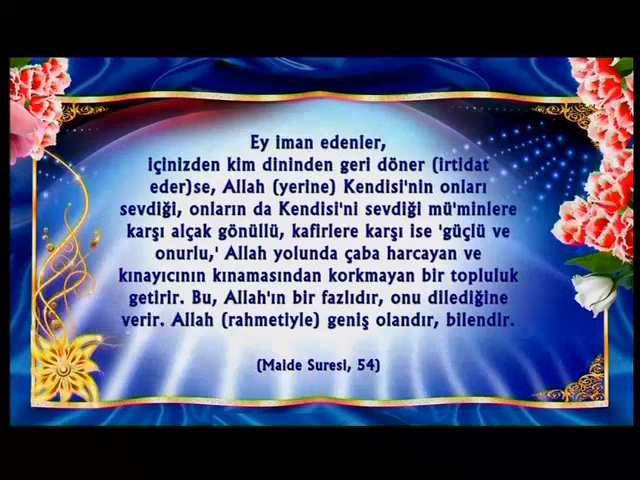 Ey iman edenler,
içinizden kim dininden geri döner (irtidat
eder)se, Allah (yerine) Kendisi'nin onları
sevdiği, onların da Kendisi'ni sevdiği mü'minlere
karşı alçak gönüllü, kafirlere karşı ise 'güçlü ve
onurlu,' Allah yolunda çaba harcayan ve
kınayıcının kınamasından korkmayan bir topluluk
getirir. Bu, Allah'ın bir fazlıdır, onu dilediğine
verir. Allah (rahmetiyle) geniş olandır, bilendir.
(Maide Suresi, 54)